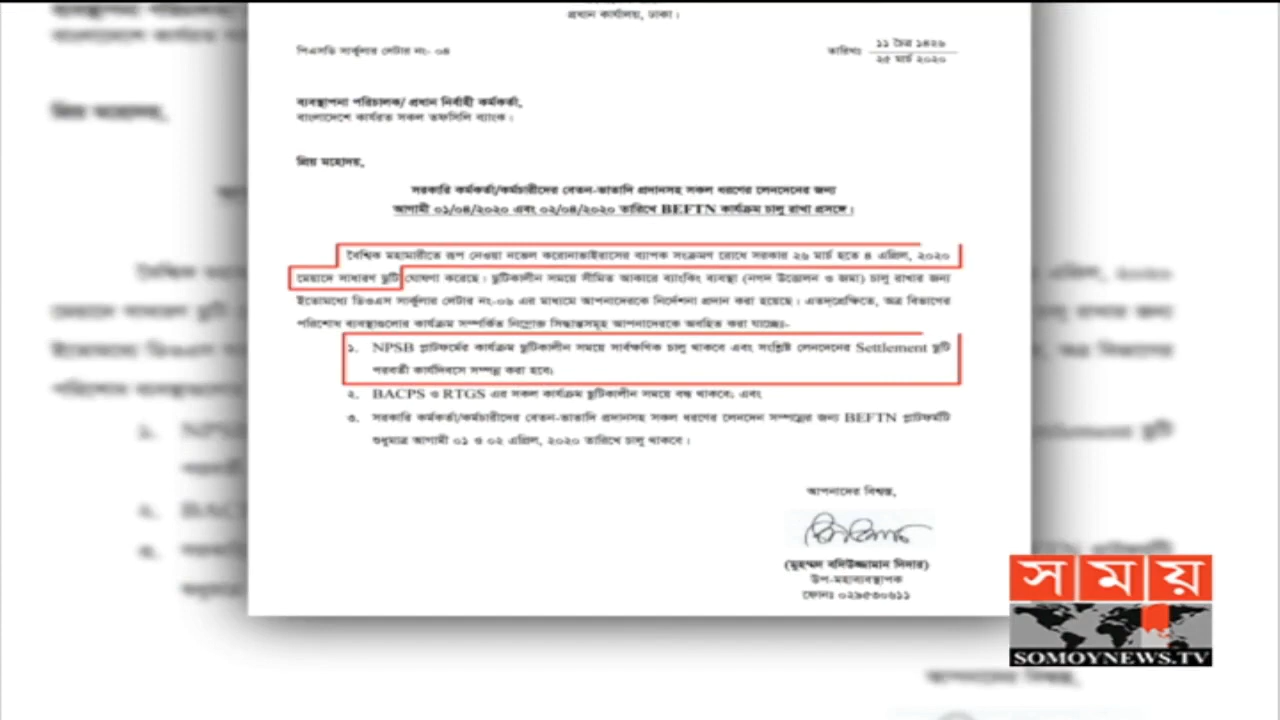 প্রধান কার্যালয়, ঢাকা।
পিএসডি সার্কুলার লেটার নং- ০৪
তারিখঃ ১১ চৈত্র ১৪২৬
২৫ মার্চ ২০২০
ব্যবস্থাপনা পরিচালক/ প্রধান নির্বাহী কর্মকর্তা,
বাংলাদেশে কার্যরত সকল তফসিলি ব্যাংক।
প্রিয় মহোদয়,
সরকারি কর্মকর্তা/কর্মচারীদের বেতন-ভাতাদি প্রদানসহ সকল ধরণের লেনদেনের জন্য
আগামী ০১/০৪/২০২০ এবং ০২/০৪/২০২০ তারিখে BEFTN কার্যক্রম চালু রাখা প্রসঙ্গে।
বৈশ্বিক মহামারীতে রূপ নেওয়া নভেল করোনাভাইরাসের ব্যাপক সংক্রমণ রোধে সরকার ২৬ মার্চ হতে ৪ এপ্রিল, ২০২০
মেয়াদে সাধারণ ছুটি ঘোষণা করেছে। ছুটিকালীন সময়ে সীমিত আকারে ব্যাংকিং ব্যবস্থা (নগদ উত্তোলন ও জমা) চালু রাখার জন্য
ইতোমধ্যে ডিওএস সার্কুলার লেটার নং-০৬ এর মাধ্যমে আপনাদেরকে নির্দেশনা প্রদান করা হয়েছে। এতদ্প্রেক্ষিতে, অত্র বিভাগের
পরিশোধ ব্যবস্থাগুলোর কার্যক্রম সম্পর্কিত নিম্নোক্ত সিদ্ধান্তসমূহ আপনাদেরকে অবহিত করা যাচ্ছেঃ-
১. NPSB প্লাটফর্মের কার্যক্রম ছুটিকালীন সময়ে সার্বক্ষণিক চালু থাকবে এবং সংশ্লিষ্ট লেনদেনের Settlement ছুটি
পরবর্তী কার্যদিবসে সম্পন্ন করা হবে;
২. BACPS ও RTGS এর সকল কার্যক্রম ছুটিকালীন সময়ে বন্ধ থাকবে; এবং
৩. সরকারি কর্মকর্তা/কর্মচারীদের বেতন-ভাতাদি প্রদানসহ সকল ধরণের লেনদেন সম্পন্নের জন্য BEFTN প্লাটফর্মটি
শুধুমাত্র আগামী ০১ ও ০২ এপ্রিল, ২০২০ তারিখে চালু থাকবে।
আপনাদের বিশ্বস্ত,
(মুহম্মদ বদিউজ্জামান দিদার)
উপ-মহাব্যবস্থাপক
ফোনঃ ০২৯৫৩০৬১১
সময়
SOMOYNEWS.TV